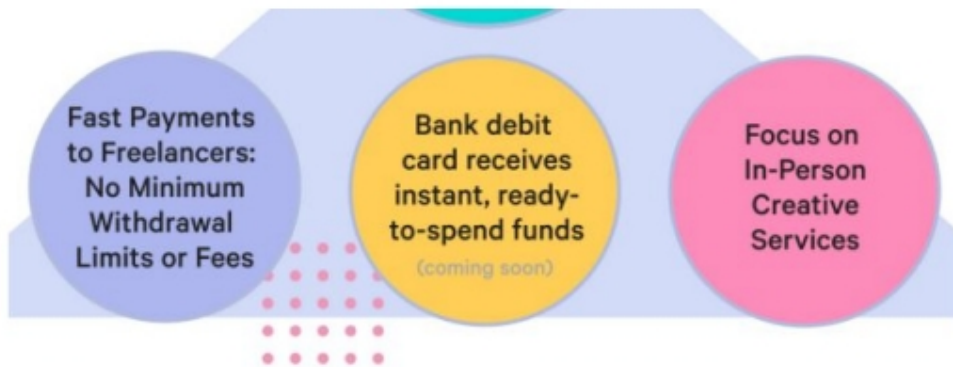 Fast Payments
to Freelancers:
No Minimum
Withdrawal
Limits or Fees
Bank debit
card receives
instant, ready-
to-spend funds
(coming soon)
Focus on
In-Person
Creative
Services